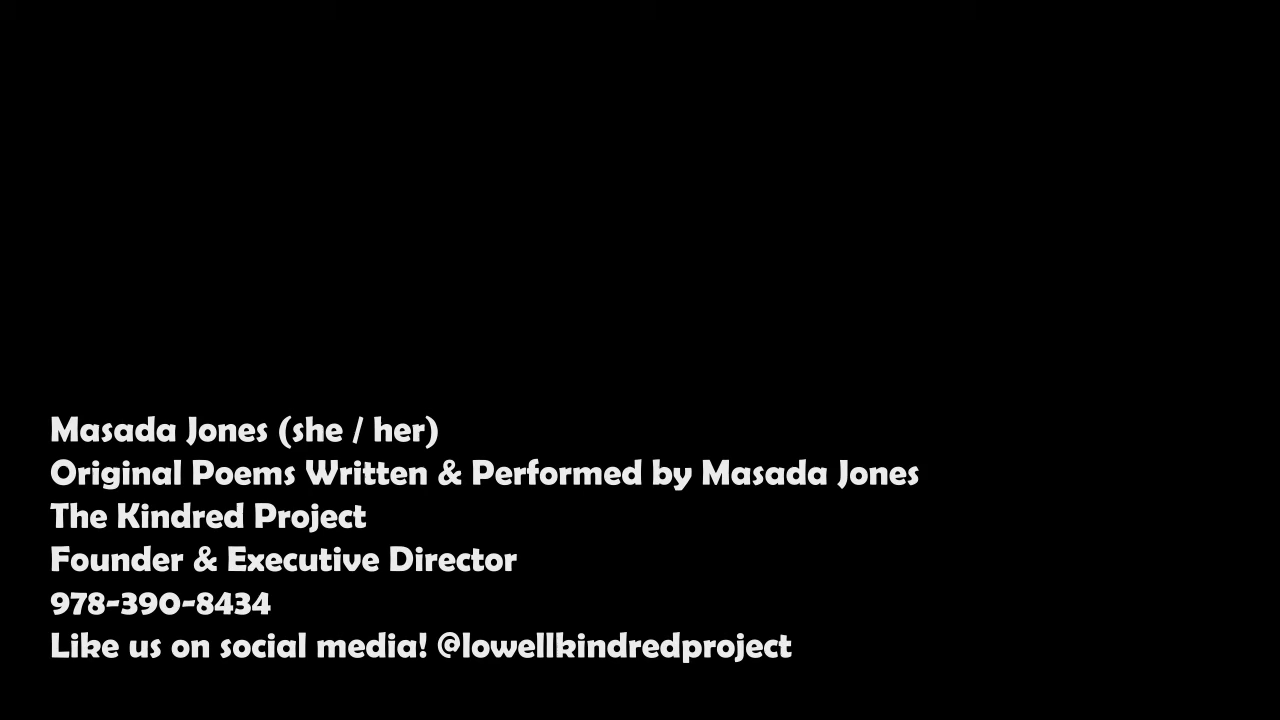 Masada Jones (she / her)
Original Poems Written & Performed by Masada Jones
The Kindred Project
Founder & Executive Director
978-390-8434
Like us on social media! @lowellkindredproject